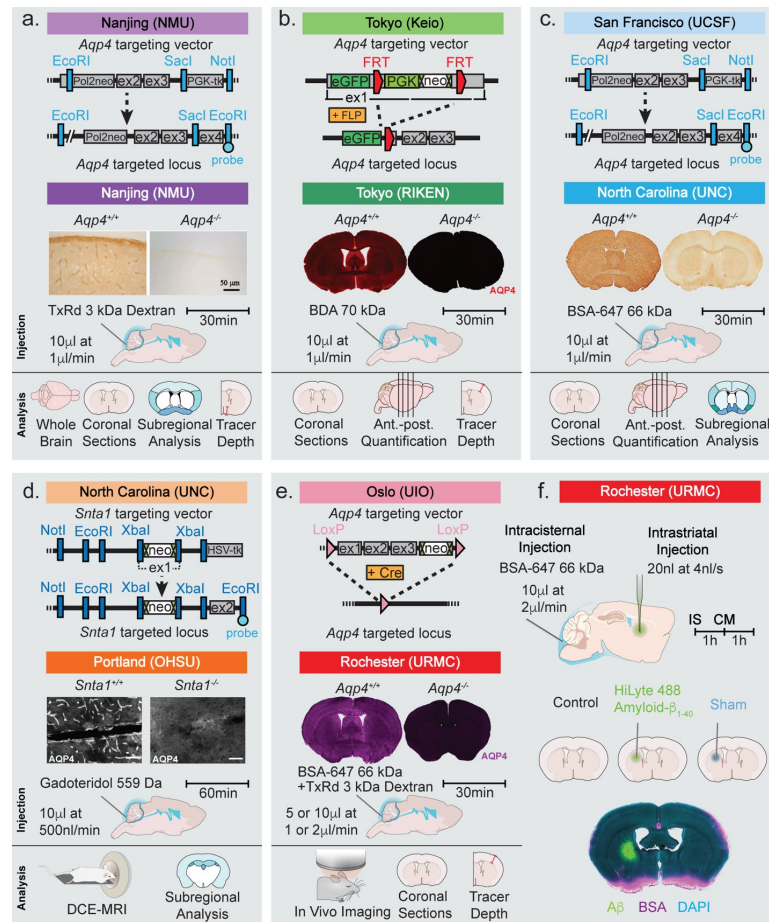 a.
Nanjing (NMU)
Aqp4 targeting vector
EcoRI
SacI
NotI
Pol2neo
ex2
ex3
PGK-tk
EcoRI
SacI
EcoRI
Pol2neo
ex2
ex3
ex4
Aqp4 targeted locus
probe
Nanjing (NMU)
Aqp4+/+
Aqp4-/-
50 µm
TxRd 3 kDa Dextran
30min
10µl at
1µl/min
Injection
Analysis
Whole
Brain
Coronal
Sections
Subregional
Analysis
Tracer
Depth
b.
Tokyo (Keio)
Aqp4 targeting vector
FRT
FRT
eGFP
PGK
neo
ex1
+ FLP
eGFP
ex2
ex3
Aqp4 targeted locus
Tokyo (RIKEN)
Aqp4+/+
Aqp4-/-
AQP4
BDA 70 kDa
30min
10µl at
1µl/min
Coronal
Sections
Ant.-post.
Quantification
Tracer
Depth
c.
San Francisco (UCSF)
Aqp4 targeting vector
EcoRI
SacI
NotI
Pol2neo
ex2
ex3
PGK-tk
EcoRI
SacI
EcoRI
Pol2neo
ex2
ex3
ex4
Aqp4 targeted locus
probe
North Carolina (UNC)
Aqp4+/+
Aqp4-/-
BSA-647 66 kDa
30min
10µl at
1µl/min
Coronal
Sections
Ant.-post.
Quantification
Subregional
Analysis
d.
North Carolina (UNC)
Snta1 targeting vector
NotI
EcoRI
XbaI
XbaI
neo
HSV-tk
ex1
NotI
EcoRI
XbaI
XbaI
EcoRI
neo
ex2
Snta1 targeted locus
probe
Portland (OHSU)
Snta1+/+
Snta1-/-
AQP4
AQP4
Gadoteridol 559 Da
60min
10µl at
500nl/min
Injection
Analysis
DCE-MRI
Subregional
Analysis
e.
Oslo (UIO)
Aqp4 targeting vector
LoxP
LoxP
ex1
ex2
ex3
neo
+ Cre
Aqp4 targeted locus
Rochester (URMC)
Aqp4+/+
Aqp4-/-
AQP4
BSA-647 66 kDa
+TxRd 3 kDa Dextran
30min
5 or 10µl at
1 or 2µl/min
In Vivo Imaging
Coronal
Sections
Tracer
Depth
f.
Rochester (URMC)
Intracisternal
Injection
BSA-647 66 kDa
10µl at
2µl/min
Intrastriatal
Injection
20nl at 4nl/s
IS CM
1h 1h
Control
HiLyte 488
Amyloid-β1-40
Sham
Aβ BSA DAPI